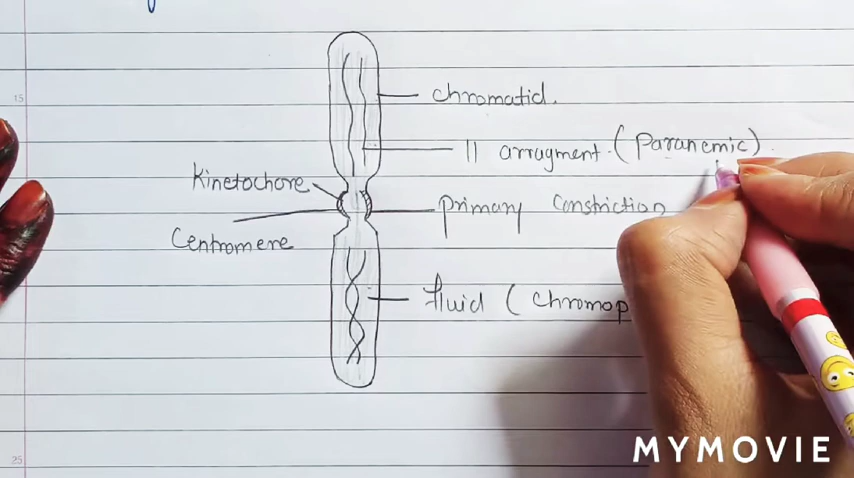 15
chromatid.
|| arragment (Paranemic)
Kinetochore
primary Constriction
Centromere
fluid (chromop
25
MYMOVIE